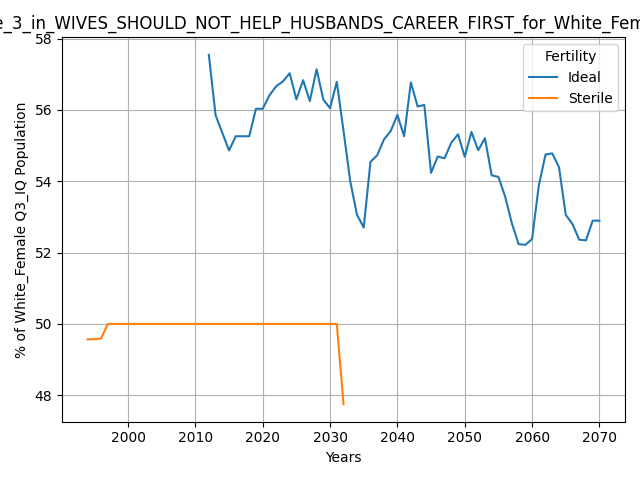 e_3_in_WIVES_SHOULD_NOT_HELP_HUSBANDS_CAREER_FIRST_for_White_Fem
Fertility
Ideal
Sterile
% of White_Female Q3_IQ Population
58
56
54
52
50
48
2000 2010 2020 2030 2040 2050 2060 2070
Years